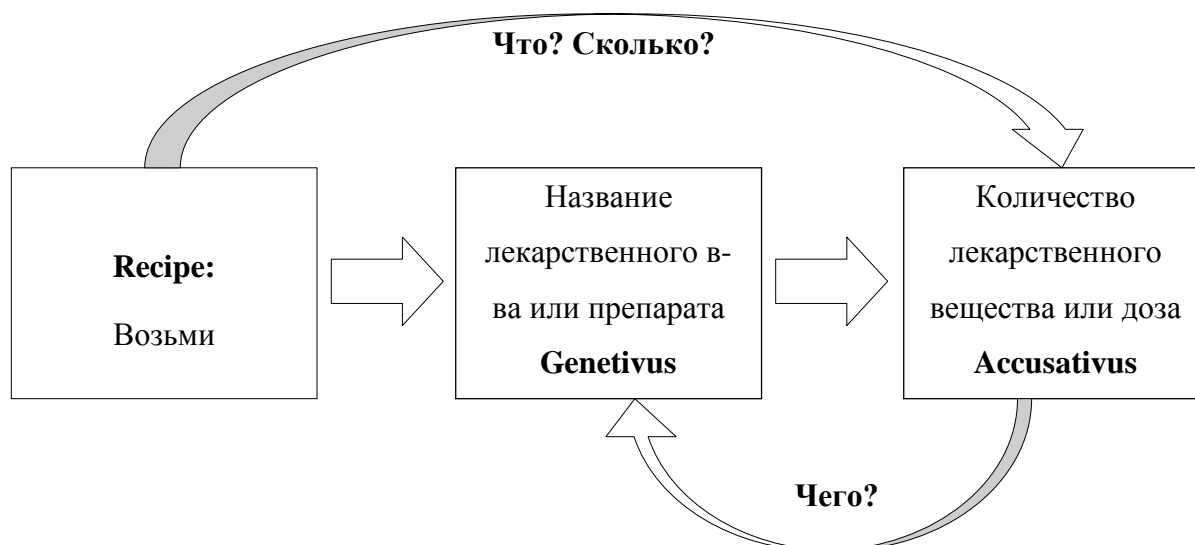 Что? Сколько?
Recipe:
Возьми
Название
лекарственного в-
ва или препарата
Genetivus
Количество
лекарственного
вещества или доза
Accusativus
Чего?